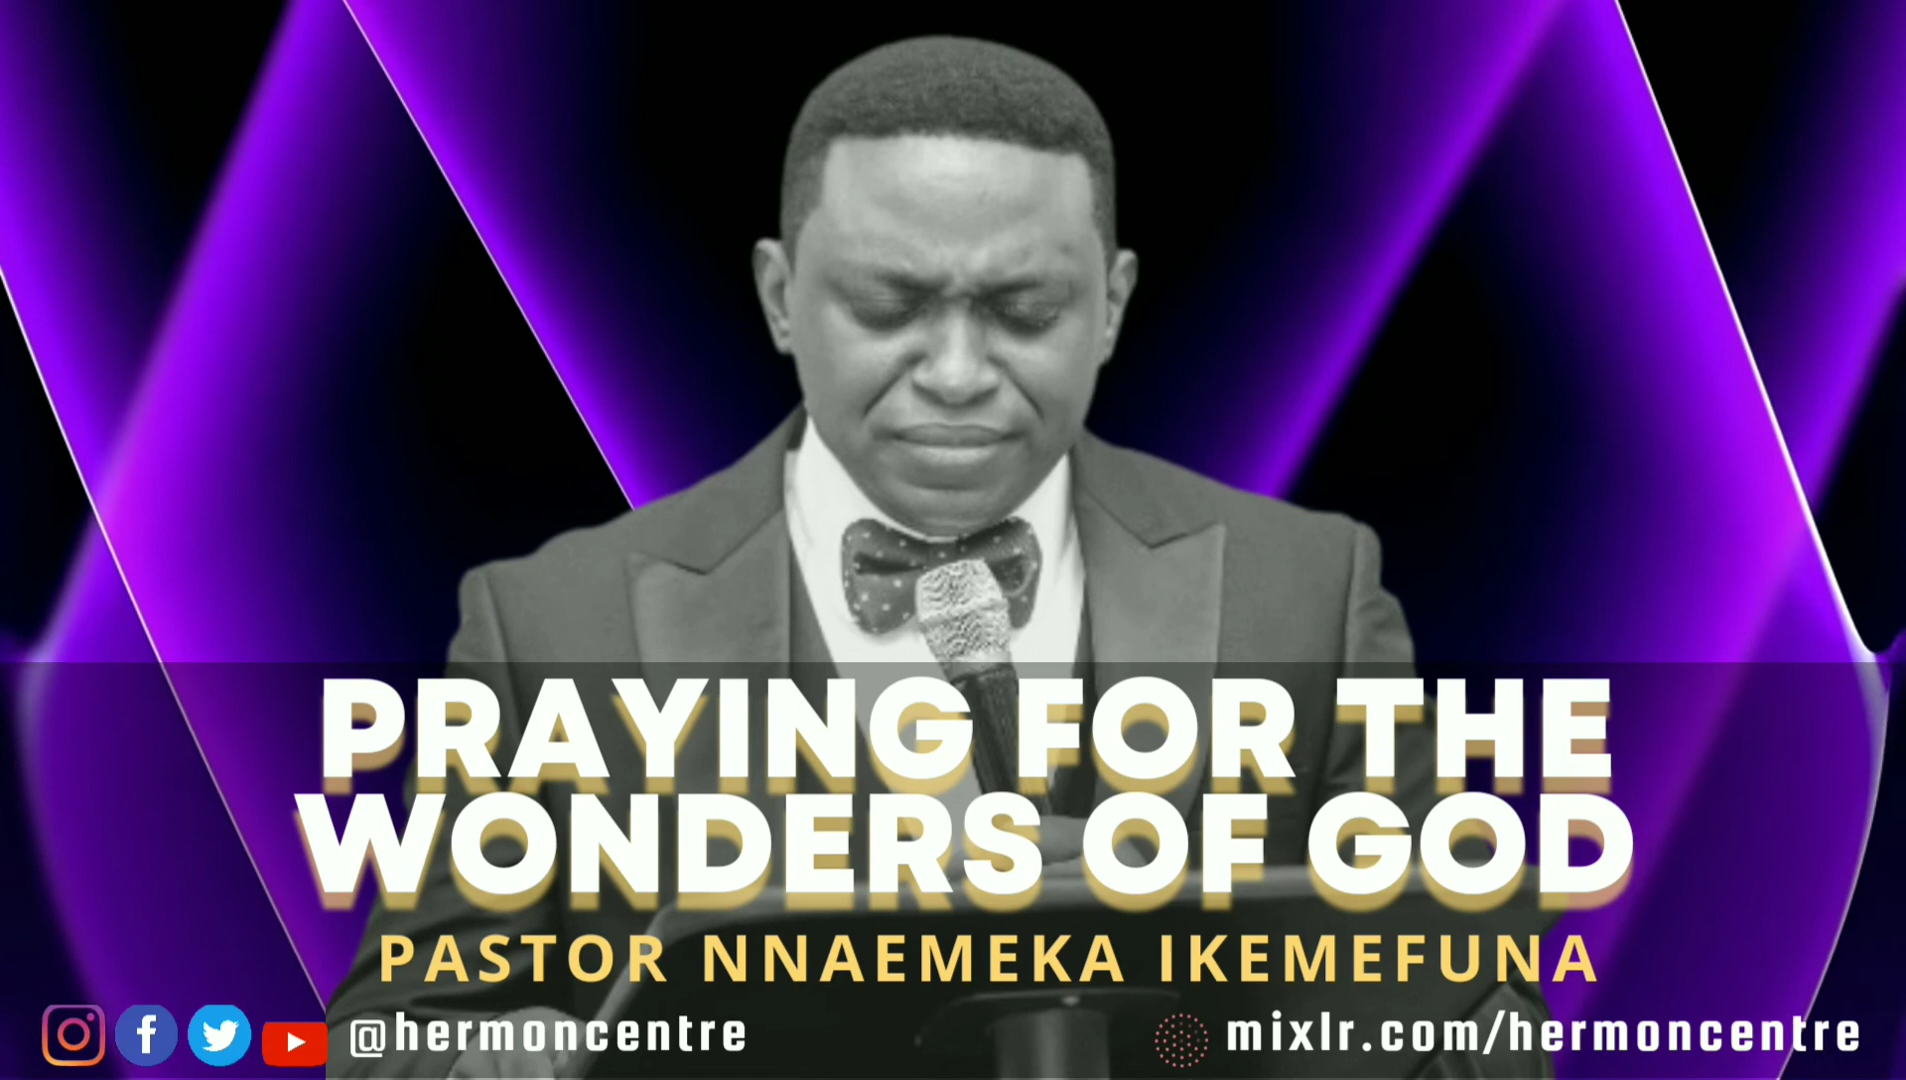 PRAYING FOR THE
WONDERS OF GOD
PASTOR NNAEMEKA IKEMEFUNA
@hermoncentre
mixlr.com/hermoncentre